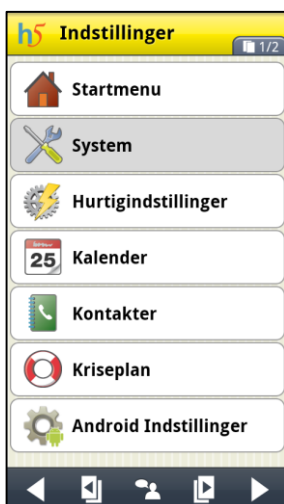 h5 Indstillinger
1/2
Startmenu
System
Hurtigindstillinger
25
Kalender
Kontakter
Kriseplan
Android Indstillinger